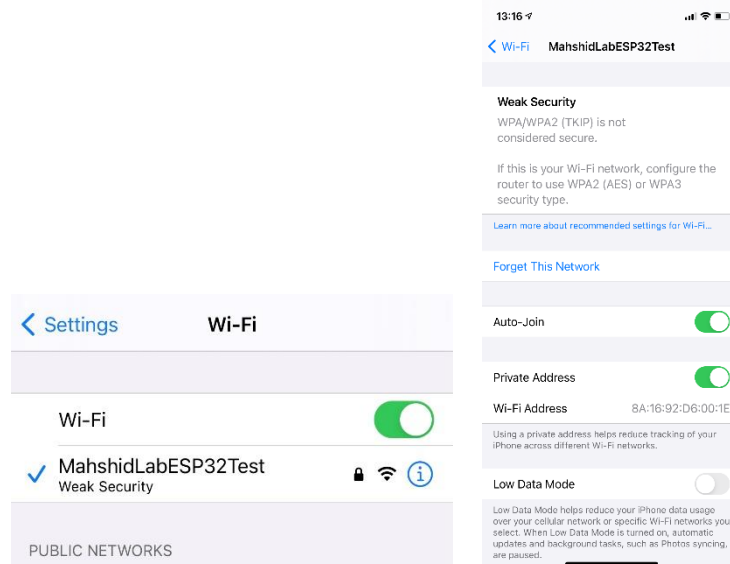 Settings
Wi-Fi
Wi-Fi
MahshidLabESP32Test
Weak Security
PUBLIC NETWORKS
13:16
Wi-Fi
MahshidLabESP32Test
Weak Security
WPA/WPA2 (TKIP) is not
considered secure.
If this is your Wi-Fi network, configure the
router to use WPA2 (AES) or WPA3
security type.
Learn more about recommended settings for Wi-Fi...
Forget This Network
Auto-Join
Private Address
Wi-Fi Address 8A:16:92:D6:00:1E
Using a private address helps reduce tracking of your
iPhone across different Wi-Fi networks.
Low Data Mode
Low Data Mode helps reduce your iPhone data usage
over your cellular network or specific Wi-Fi networks you
select. When Low Data Mode is turned on, automatic
updates and background tasks, such as Photos syncing,
are paused.